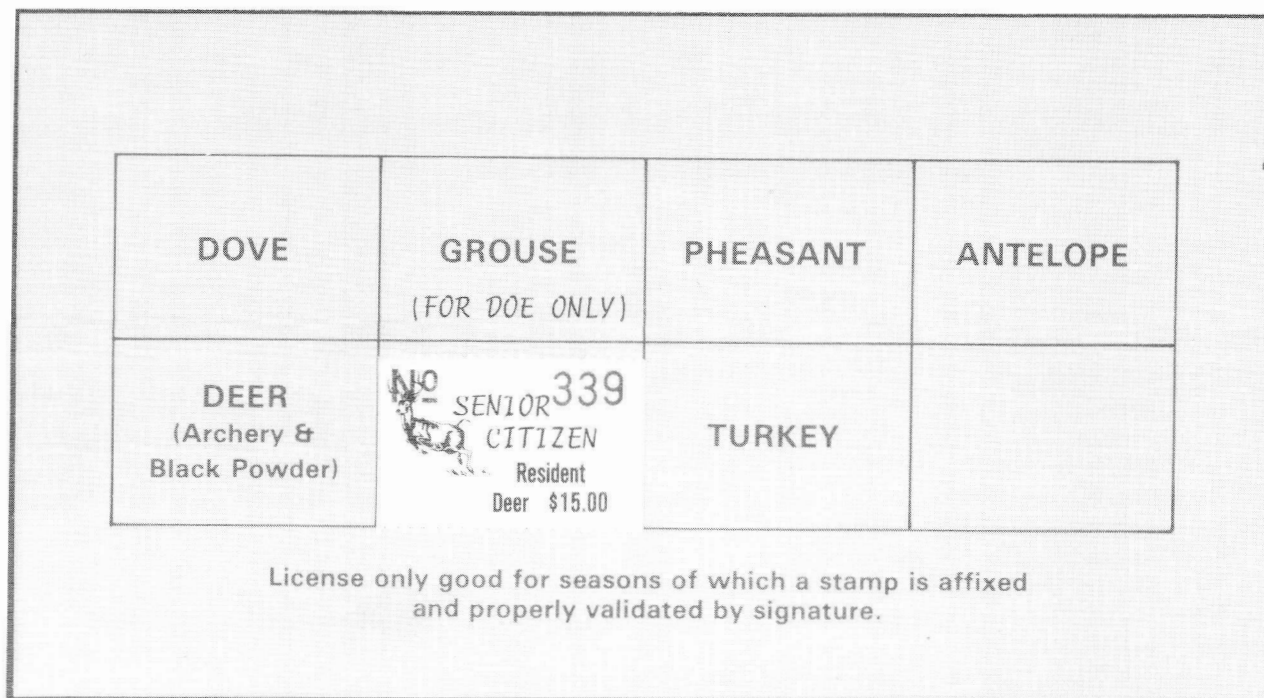 DOVE
GROUSE
(FOR DOE ONLY)
PHEASANT
ANTELOPE
DEER
(Archery &
Black Powder)
No 339
SENIOR
CITIZEN
Resident
Deer $15.00
TURKEY
License only good for seasons of which a stamp is affixed
and properly validated by signature.